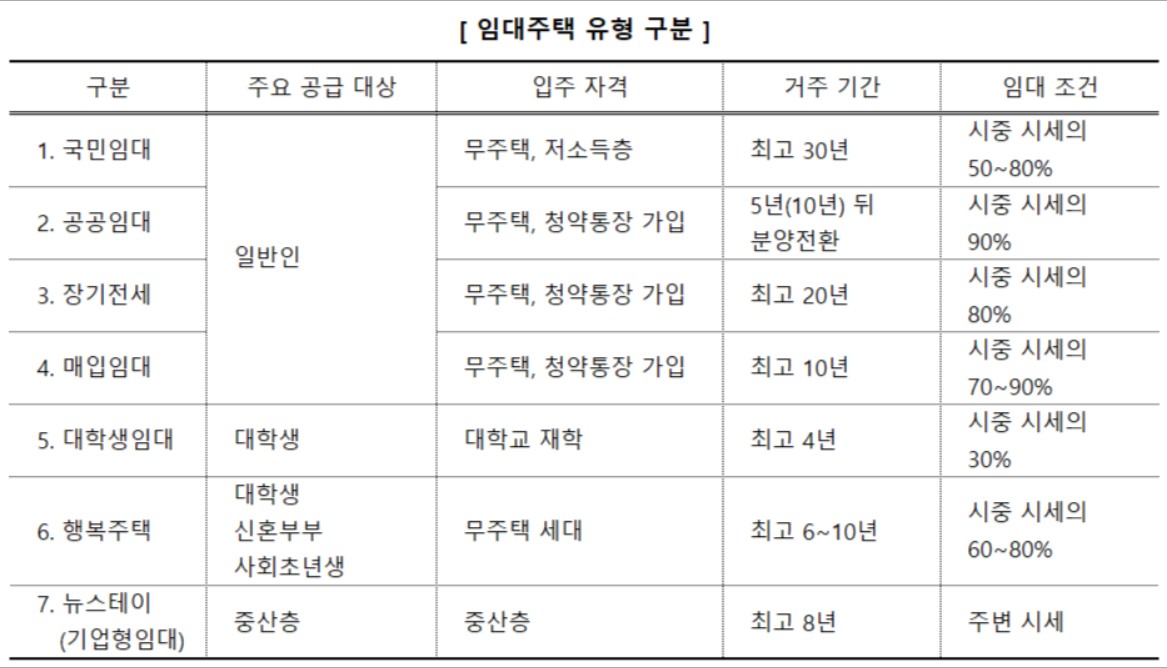 [ 임대주택 유형 구분 ]
구분 주요 공급 대상 입주 자격 거주 기간 임대 조건
1. 국민임대 일반인 무주택, 저소득층 최고 30년 시중 시세의
50~80%
2. 공공임대 무주택, 청약통장 가입 5년(10년) 뒤
분양전환 시중 시세의
90%
3. 장기전세 무주택, 청약통장 가입 최고 20년 시중 시세의
80%
4. 매입임대 무주택, 청약통장 가입 최고 10년 시중 시세의
70~90%
5. 대학생임대 대학생 대학교 재학 최고 4년 시중 시세의
30%
6. 행복주택 대학생
신혼부부
사회초년생 무주택 세대 최고 6~10년 시중 시세의
60~80%
7. 뉴스테이
(기업형임대) 중산층 중산층 최고 8년 주변 시세